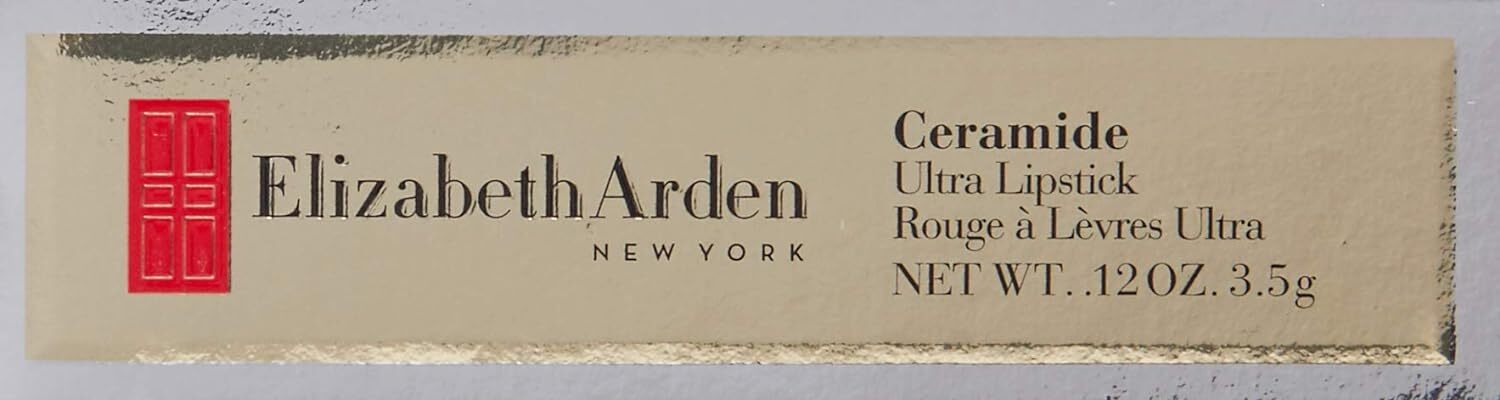 Elizabeth Arden
NEW YORK
Ceramide
Ultra Lipstick
Rouge à Lèvres Ultra
NET WT. .12 OZ. 3.5g